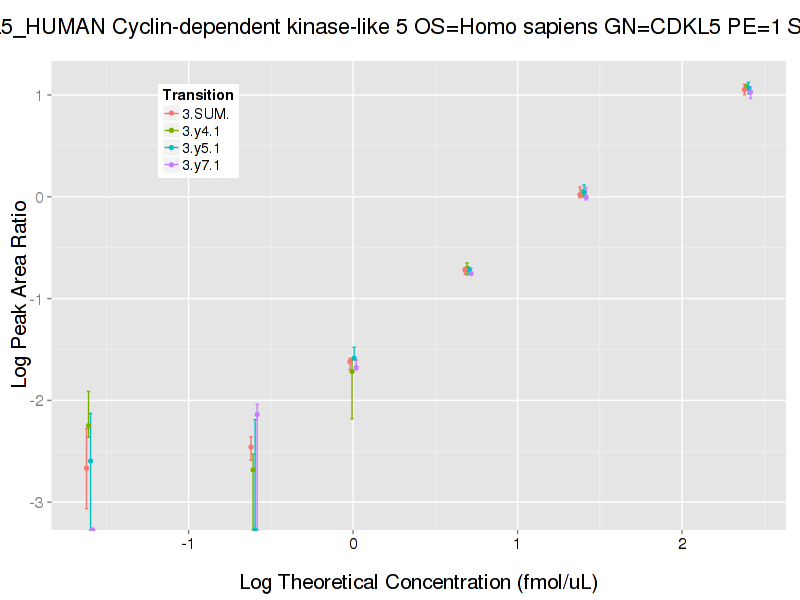 5_HUMAN Cyclin-dependent kinase-like 5 OS=Homo sapiens GN=CDKL5 PE=1 S
Transition
3.SUM.
3.y4.1
3.y5.1
3.y7.1
Log Peak Area Ratio
1
0
-1
-2
-3
-1
0
1
2
Log Theoretical Concentration (fmol/uL)